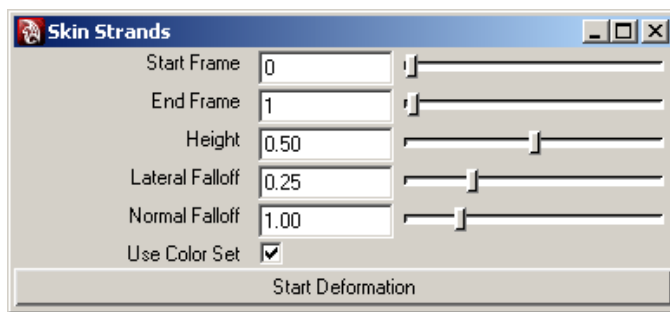 Skin Strands
Start Frame 0
End Frame 1
Height 0.50
Lateral Falloff 0.25
Normal Falloff 1.00
Use Color Set
Start Deformation